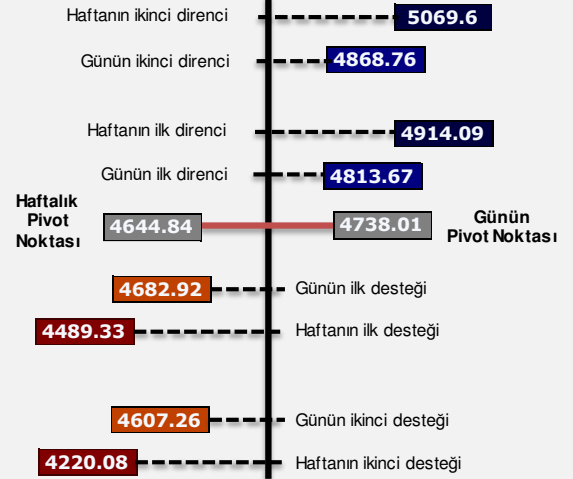 Haftanın ikinci direnci 5069.6
Günün ikinci direnci 4868.76
Haftanın ilk direnci 4914.09
Günün ilk direnci 4813.67
Haftalık
Pivot
Noktası
4644.84
4738.01
Günün
Pivot Noktası
4682.92 Günün ilk desteği
4489.33 Haftanın ilk desteği
4607.26 Günün ikinci desteği
4220.08 Haftanın ikinci desteği